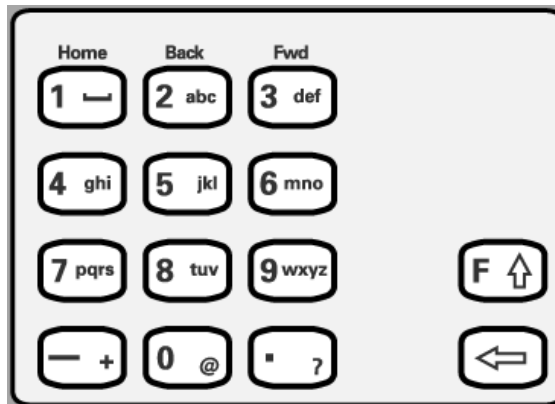 Home Back Fwd
1 ⎵ 2 abc 3 def
4 ghi 5 jkl 6 mno
7 pqrs 8 tuv 9 wxyz F ⇧
— + 0 @ . ? ⇦